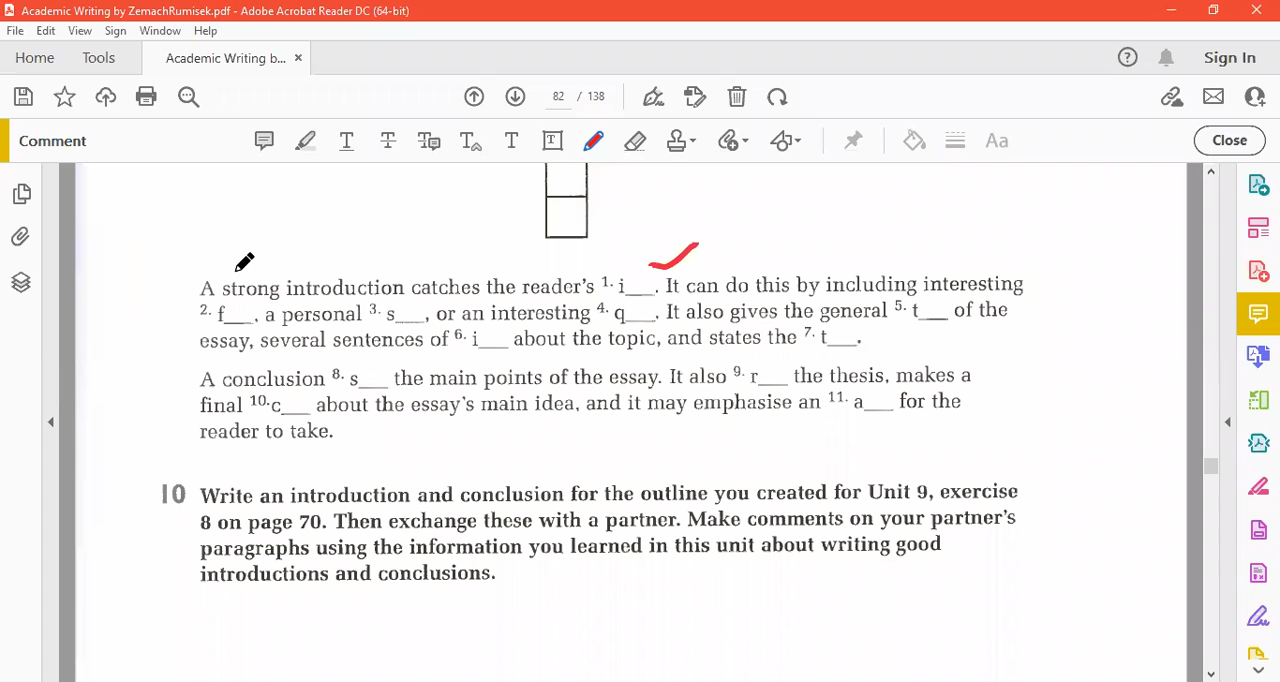 Academic Writing by ZemachRumisek.pdf - Adobe Acrobat Reader DC (64-bit)
File Edit View Sign Window Help
Home Tools Academic Writing b... × Sign In
82 / 138
Comment Close
A strong introduction catches the reader's 1. i___. It can do this by including interesting
2. f___, a personal 3. s___, or an interesting 4. q___. It also gives the general 5. t___ of the
essay, several sentences of 6. i___ about the topic, and states the 7. t___.
A conclusion 8. s___ the main points of the essay. It also 9. r___ the thesis, makes a
final 10. c___ about the essay's main idea, and it may emphasise an 11. a___ for the
reader to take.
10 Write an introduction and conclusion for the outline you created for Unit 9, exercise
8 on page 70. Then exchange these with a partner. Make comments on your partner's
paragraphs using the information you learned in this unit about writing good
introductions and conclusions.